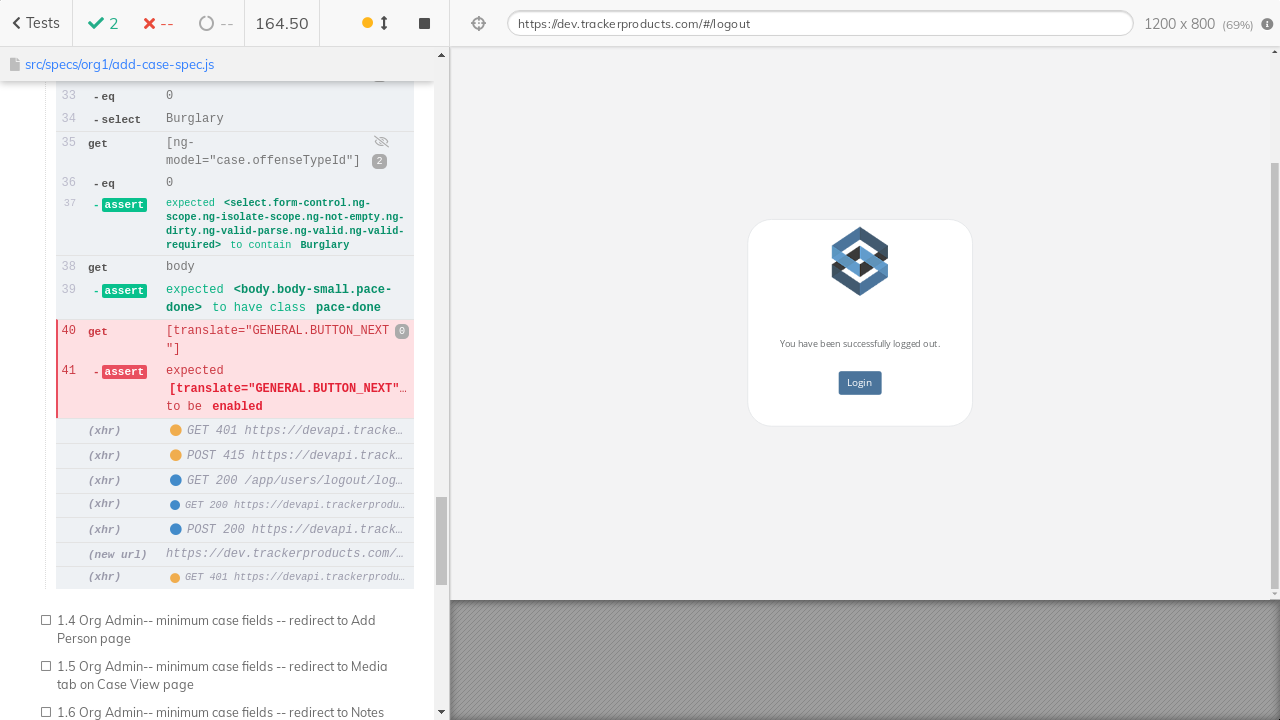 Tests
2
--
--
164.50
https://dev.trackerproducts.com/#/logout
1200 x 800 (69%)
src/specs/org1/add-case-spec.js
33 - eq 0
34 - select Burglary
35 get [ng-
model="case.offenseTypeId"] 2
36 - eq 0
37 - assert expected <select.form-control.ng-
scope.ng-isolate-scope.ng-not-empty.ng-
dirty.ng-valid-parse.ng-valid.ng-valid-
required> to contain Burglary
38 get body
39 - assert expected <body.body-small.pace-
done> to have class pace-done
40 get [translate="GENERAL.BUTTON_NEXT 0
"]
41 - assert expected
[translate="GENERAL.BUTTON_NEXT"…
to be enabled
(xhr) GET 401 https://devapi.tracke…
(xhr) POST 415 https://devapi.track…
(xhr) GET 200 /app/users/logout/log…
(xhr) GET 200 https://devapi.trackerprodu…
(xhr) POST 200 https://devapi.track…
(new url) https://dev.trackerproducts.com/…
(xhr) GET 401 https://devapi.trackerprodu…
1.4 Org Admin-- minimum case fields -- redirect to Add
Person page
1.5 Org Admin-- minimum case fields -- redirect to Media
tab on Case View page
1.6 Org Admin-- minimum case fields -- redirect to Notes
You have been successfully logged out.
Login